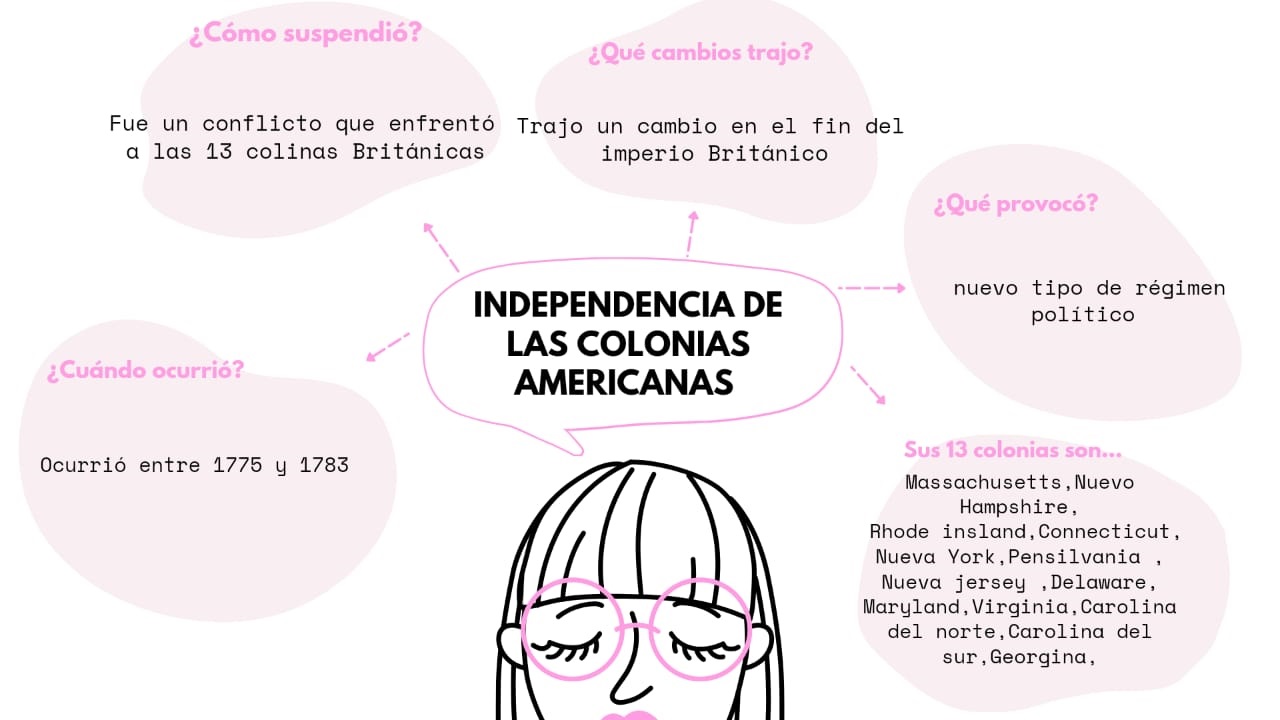 ¿Cómo suspendió?
Fue un conflicto que enfrentó
a las 13 colinas Británicas
¿Qué cambios trajo?
Trajo un cambio en el fin del
imperio Británico
¿Qué provocó?
nuevo tipo de régimen
político
INDEPENDENCIA DE
LAS COLONIAS
AMERICANAS
¿Cuándo ocurrió?
Ocurrió entre 1775 y 1783
Sus 13 colonias son...
Massachusetts,Nuevo
Hampshire,
Rhode insland,Connecticut,
Nueva York,Pensilvania ,
Nueva jersey ,Delaware,
Maryland,Virginia,Carolina
del norte,Carolina del
sur,Georgina,